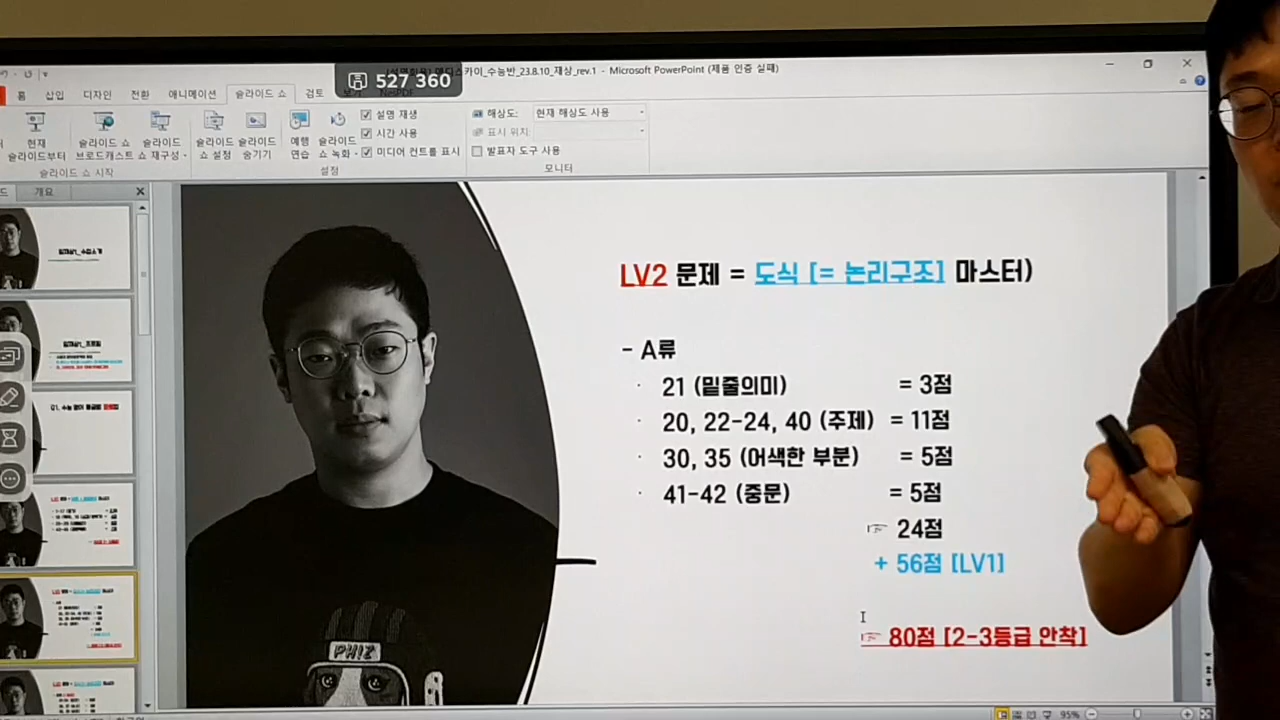 527 360
스카이_수능반_23.8.10_재상_rev.1 - Microsoft PowerPoint (제품 인증 실패)
홈 삽입 디자인 전환 애니메이션 슬라이드 쇼 검토
현재 슬라이드부터
슬라이드 쇼 브로드캐스트
슬라이드 쇼 재구성
슬라이드 쇼 설정
슬라이드 숨기기
예행 연습
슬라이드 쇼 녹화
설명 재생
시간 사용
미디어 컨트롤 표시
해상도: 현재 해상도 사용
표시 위치:
발표자 도구 사용
슬라이드 쇼 시작
설정
모니터
개요
LV2 문제 = 도식 [= 논리구조] 마스터)
- A류
· 21 (밑줄의미) = 3점
· 20, 22-24, 40 (주제) = 11점
· 30, 35 (어색한 부분) = 5점
· 41-42 (중문) = 5점
☞ 24점
+ 56점 [LV1]
☞ 80점 [2-3등급 안착]
PHIZ
95%